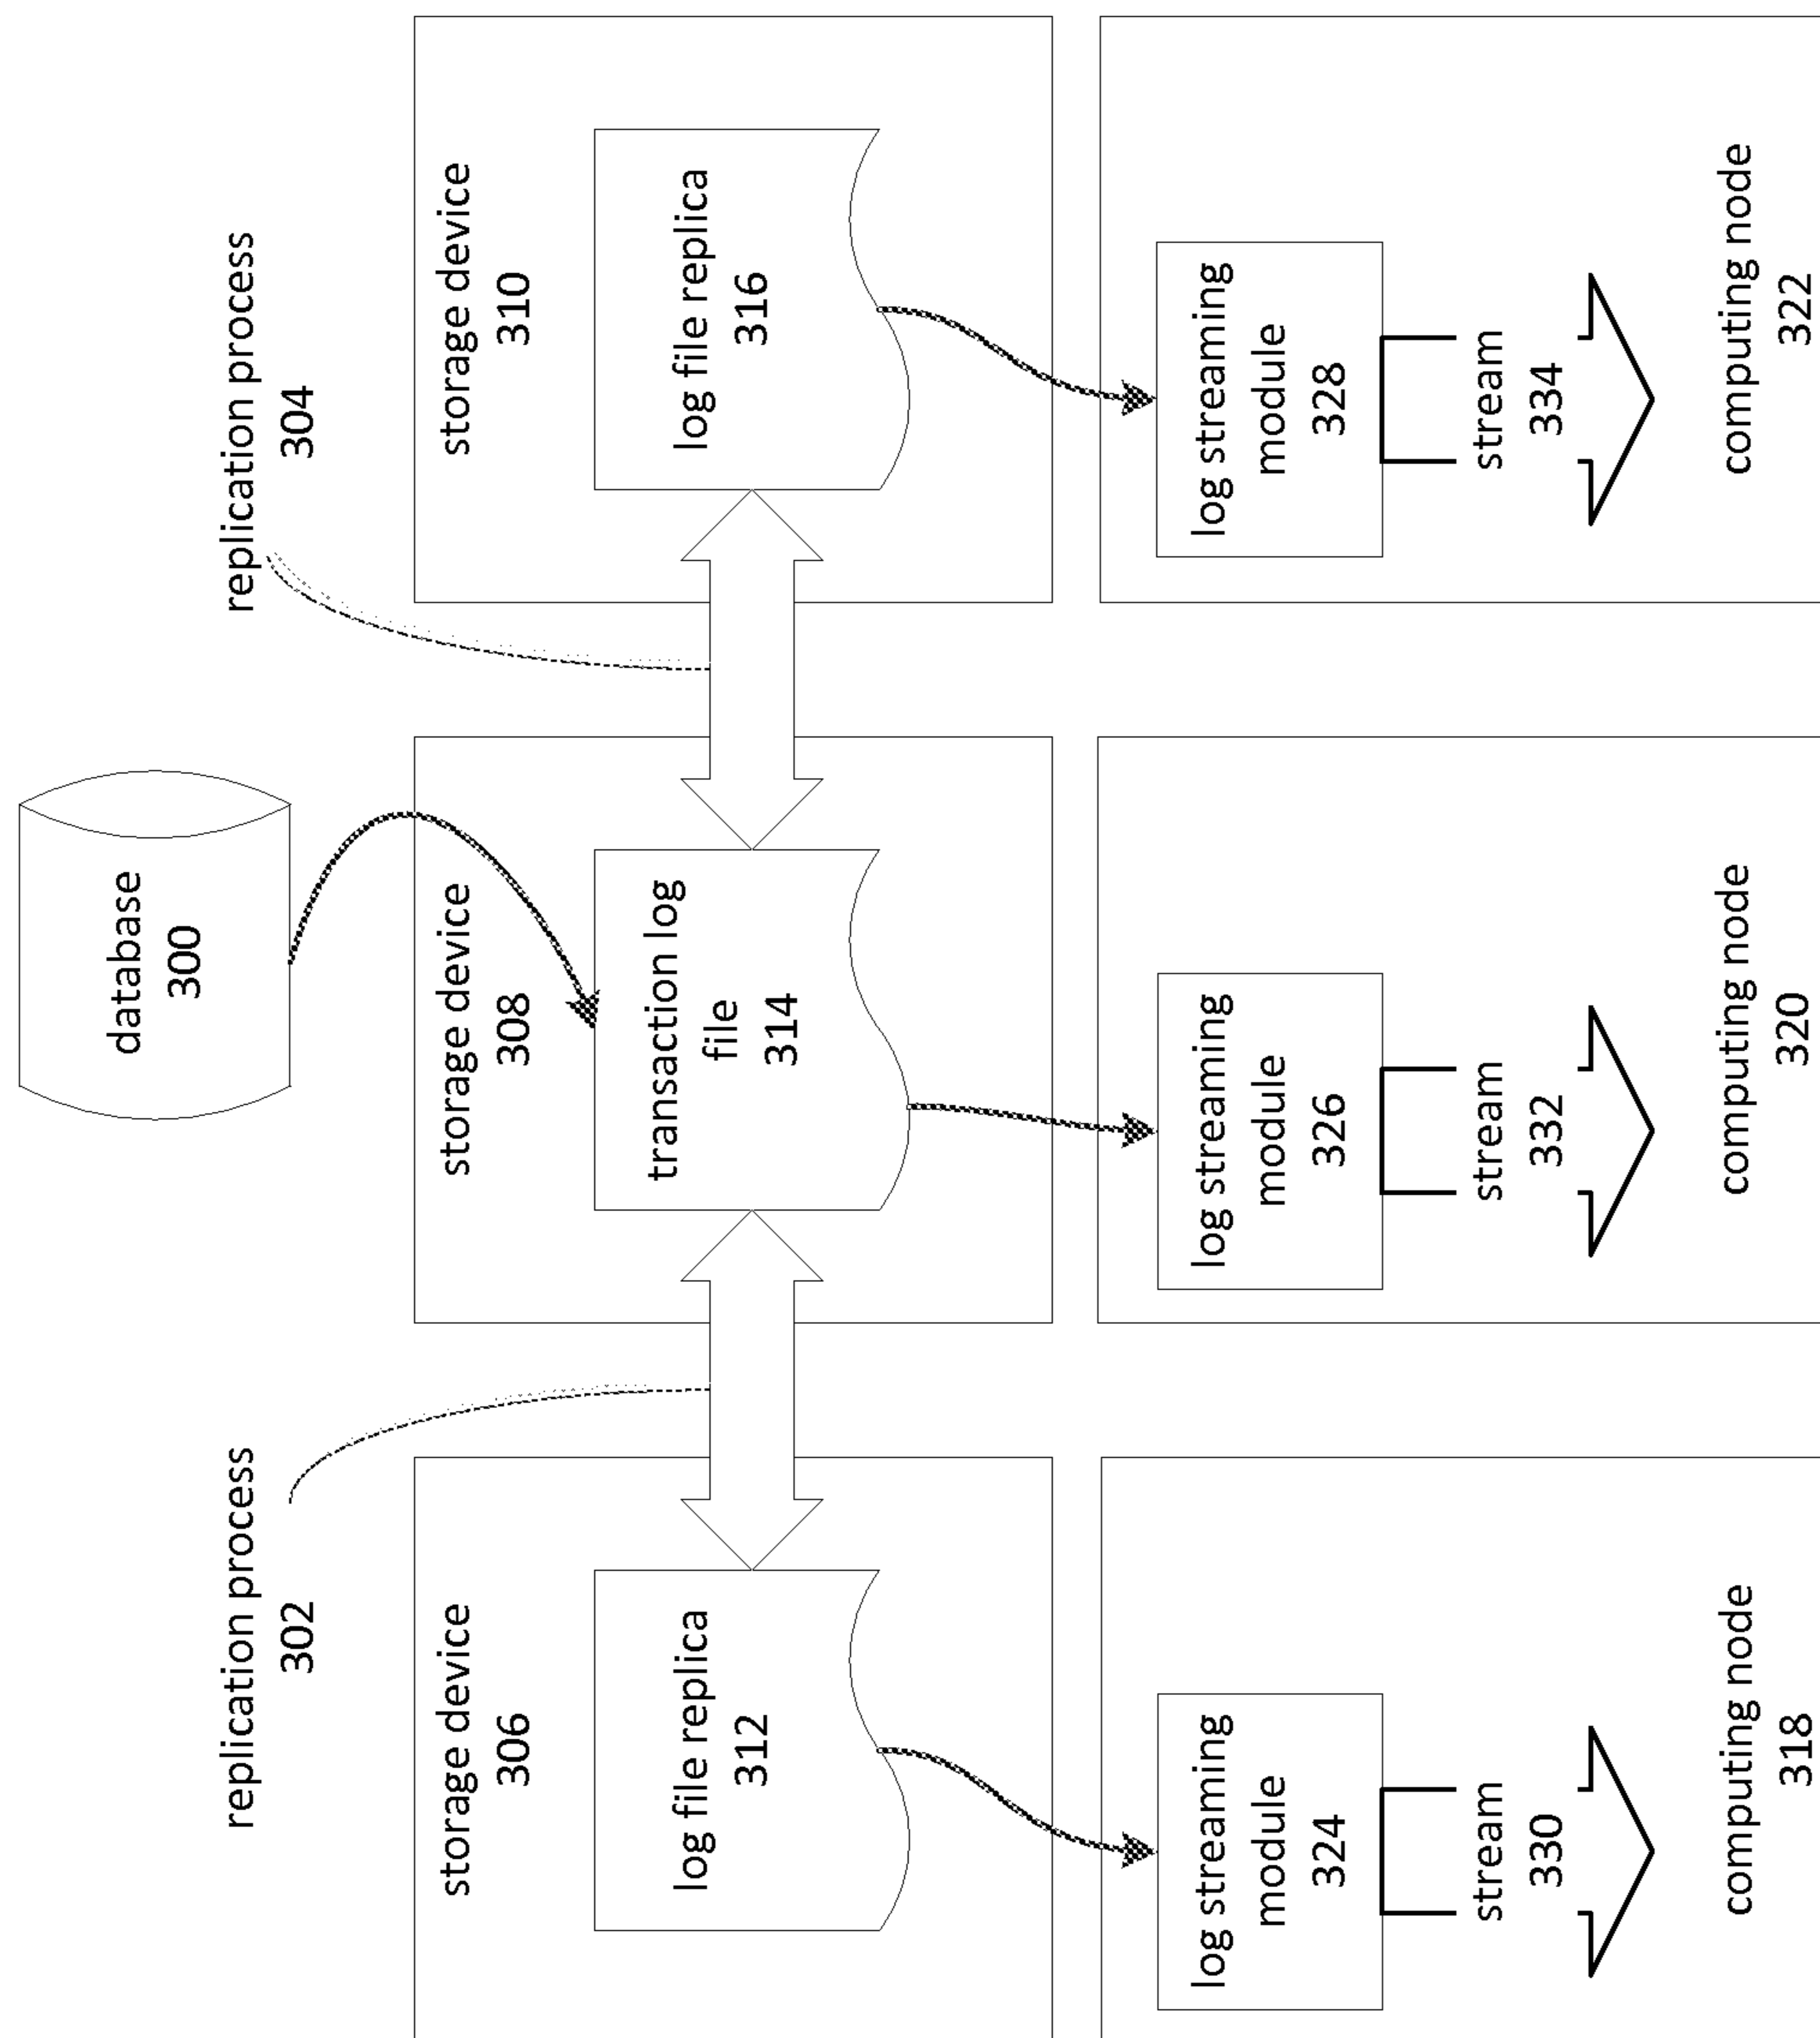 database
300
replication process
302
replication process
304
storage device
306
storage device
308
storage device
310
log file replica
312
transaction log
file
314
log file replica
316
log streaming
module
324
log streaming
module
326
log streaming
module
328
stream
330
stream
332
stream
334
computing node
318
computing node
320
computing node
322